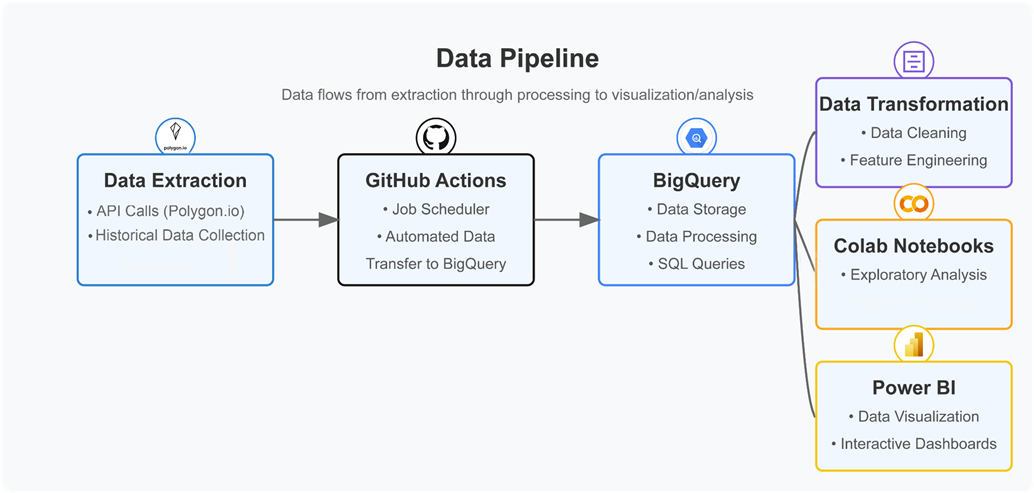 Data Pipeline
Data flows from extraction through processing to visualization/analysis
polygon.io
Data Extraction
• API Calls (Polygon.io)
• Historical Data Collection
GitHub Actions
• Job Scheduler
• Automated Data
Transfer to BigQuery
BigQuery
• Data Storage
• Data Processing
• SQL Queries
Data Transformation
• Data Cleaning
• Feature Engineering
Colab Notebooks
• Exploratory Analysis
Power BI
• Data Visualization
• Interactive Dashboards